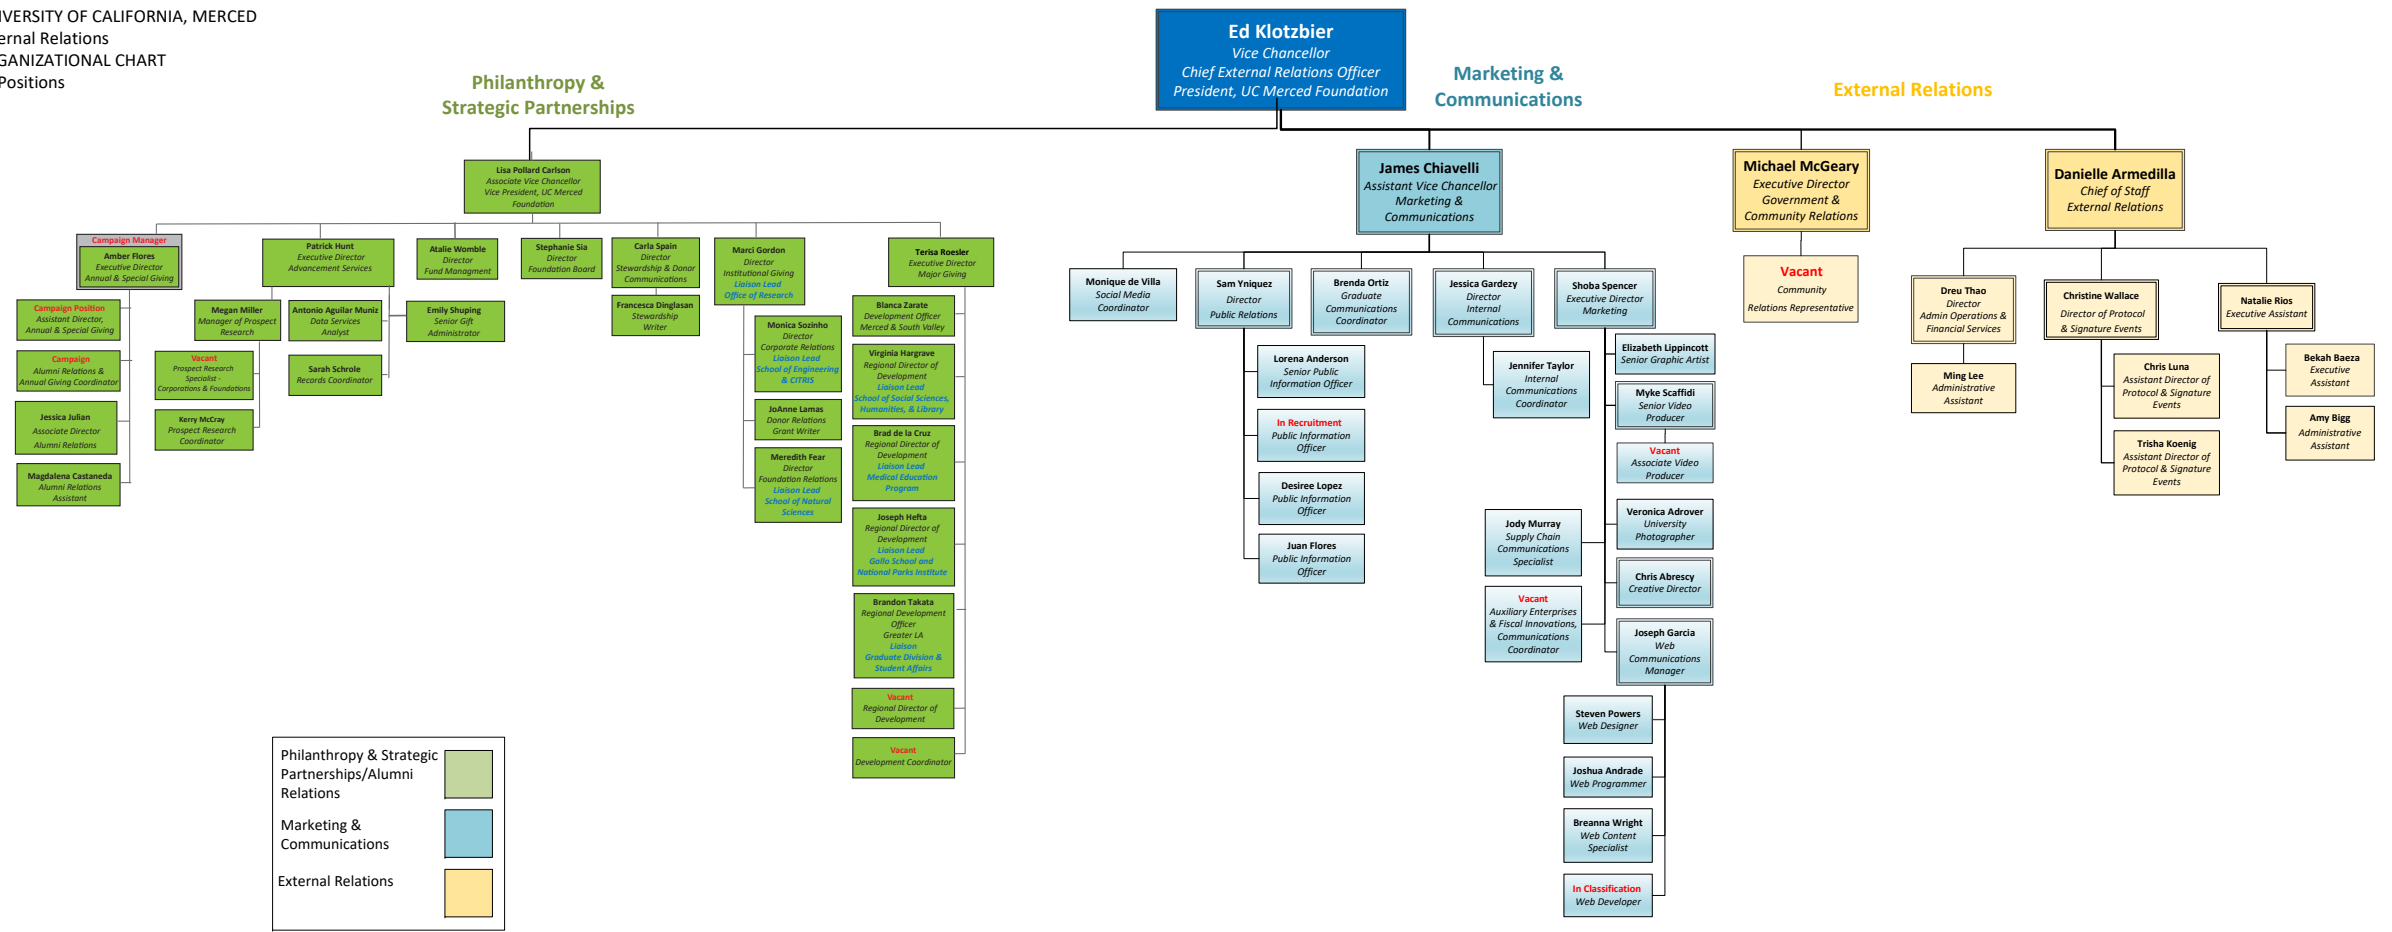 IVERSITY OF CALIFORNIA, MERCED
ernal Relations
GANIZATIONAL CHART
Positions
Philanthropy &
Strategic Partnerships
Ed Klotzbier
Vice Chancellor
Chief External Relations Officer
President, UC Merced Foundation
Marketing &
Communications
External Relations
Lisa Pollard Carlson
Associate Vice Chancellor
Vice President, UC Merced
Foundation
James Chiavelli
Assistant Vice Chancellor
Marketing &
Communications
Michael McGeary
Executive Director
Government &
Community Relations
Danielle Armedilla
Chief of Staff
External Relations
Campaign Manager
Amber Flores
Executive Director
Annual & Special Giving
Patrick Hunt
Executive Director
Advancement Services
Atalie Womble
Director
Fund Managment
Stephanie Sia
Director
Foundation Board
Carla Spain
Director
Stewardship & Donor
Communications
Marci Gordon
Director
Institutional Giving
Liaison Lead
Office of Research
Terisa Roesler
Executive Director
Major Giving
Campaign Position
Assistant Director,
Annual & Special Giving
Campaign
Alumni Relations &
Annual Giving Coordinator
Jessica Julian
Associate Director
Alumni Relations
Magdalena Castaneda
Alumni Relations
Assistant
Megan Miller
Manager of Prospect
Research
Vacant
Prospect Research
Specialist -
Corporations & Foundations
Kerry McCray
Prospect Research
Coordinator
Antonio Aguilar Muniz
Data Services
Analyst
Sarah Schrole
Records Coordinator
Emily Shuping
Senior Gift
Administrator
Francesca Dinglasan
Stewardship
Writer
Monica Sozinho
Director
Corporate Relations
Liaison Lead
School of Engineering
& CITRIS
JoAnne Lamas
Donor Relations
Grant Writer
Meredith Fear
Director
Foundation Relations
Liaison Lead
School of Natural
Sciences
Blanca Zarate
Development Officer
Merced & South Valley
Virginia Hargrave
Regional Director of
Development
Liaison Lead
School of Social Sciences,
Humanities, & Library
Brad de la Cruz
Regional Director of
Development
Liaison Lead
Medical Education
Program
Joseph Hefta
Regional Director of
Development
Liaison Lead
Gallo School and
National Parks Institute
Brandon Takata
Regional Development
Officer
Greater LA
Liaison
Graduate Division &
Student Affairs
Vacant
Regional Director of
Development
Vacant
Development Coordinator
Monique de Villa
Social Media
Coordinator
Sam Yniquez
Director
Public Relations
Brenda Ortiz
Graduate
Communications
Coordinator
Jessica Gardezy
Director
Internal
Communications
Shoba Spencer
Executive Director
Marketing
Lorena Anderson
Senior Public
Information Officer
In Recruitment
Public Information
Officer
Desiree Lopez
Public Information
Officer
Juan Flores
Public Information
Officer
Jennifer Taylor
Internal
Communications
Coordinator
Elizabeth Lippincott
Senior Graphic Artist
Myke Scaffidi
Senior Video
Producer
Vacant
Associate Video
Producer
Jody Murray
Supply Chain
Communications
Specialist
Veronica Adrover
University
Photographer
Chris Abrescy
Creative Director
Vacant
Auxiliary Enterprises
& Fiscal Innovations,
Communications
Coordinator
Joseph Garcia
Web
Communications
Manager
Steven Powers
Web Designer
Joshua Andrade
Web Programmer
Breanna Wright
Web Content
Specialist
In Classification
Web Developer
Vacant
Community
Relations Representative
Dreu Thao
Director
Admin Operations &
Financial Services
Ming Lee
Administrative
Assistant
Christine Wallace
Director of Protocol
& Signature Events
Chris Luna
Assistant Director of
Protocol & Signature
Events
Trisha Koenig
Assistant Director of
Protocol & Signature
Events
Natalie Rios
Executive Assistant
Bekah Baeza
Executive
Assistant
Amy Bigg
Administrative
Assistant
Philanthropy & Strategic
Partnerships/Alumni
Relations
Marketing &
Communications
External Relations